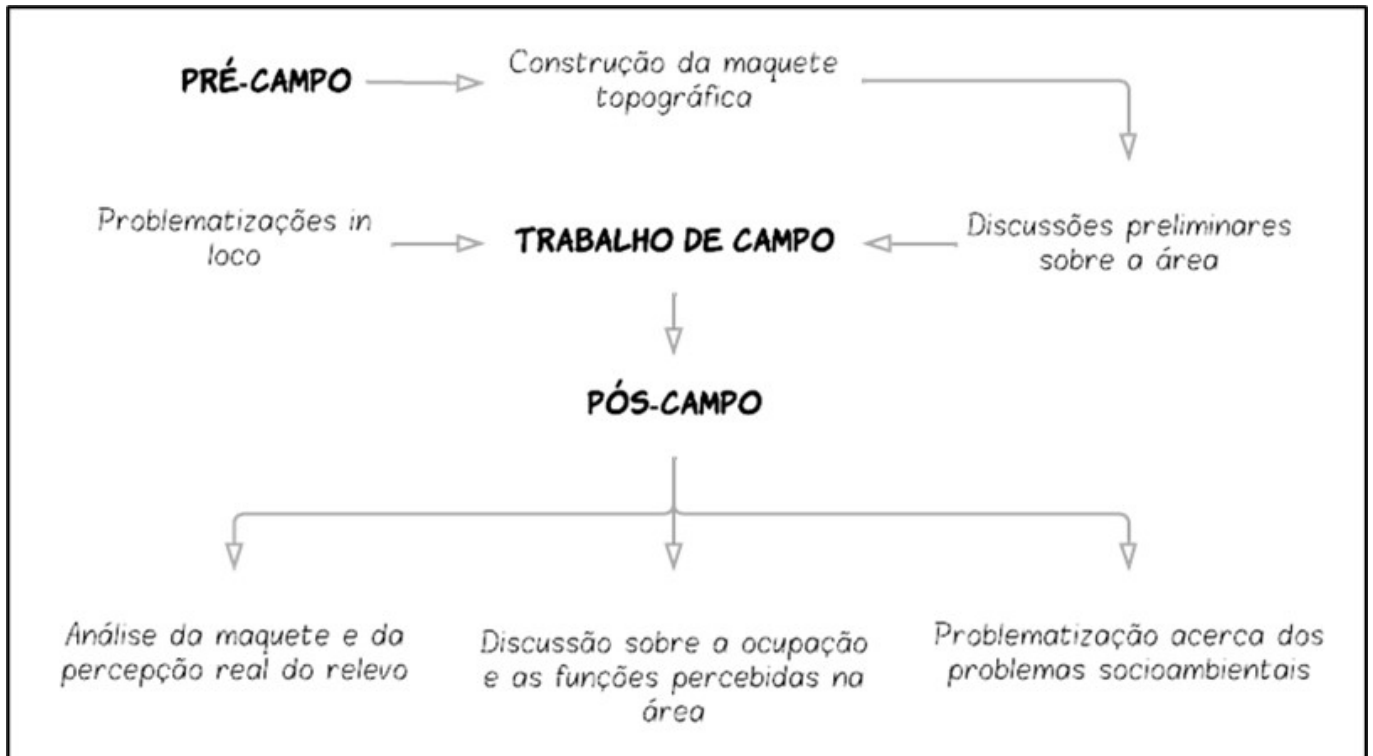 PRÉ-CAMPO
Construção da maquete
topográfica
Problematizações in
loco
TRABALHO DE CAMPO
Discussões preliminares
sobre a área
PÓS-CAMPO
Análise da maquete e da
percepção real do relevo
Discussão sobre a ocupação
e as funções percebidas na
área
Problematização acerca dos
problemas socioambientais